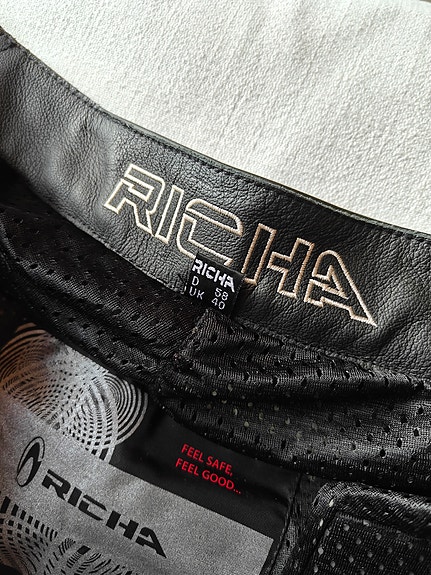 RICHA
RICHA
D 58
UK 40
FEEL SAFE,
FEEL GOOD...
RICHA